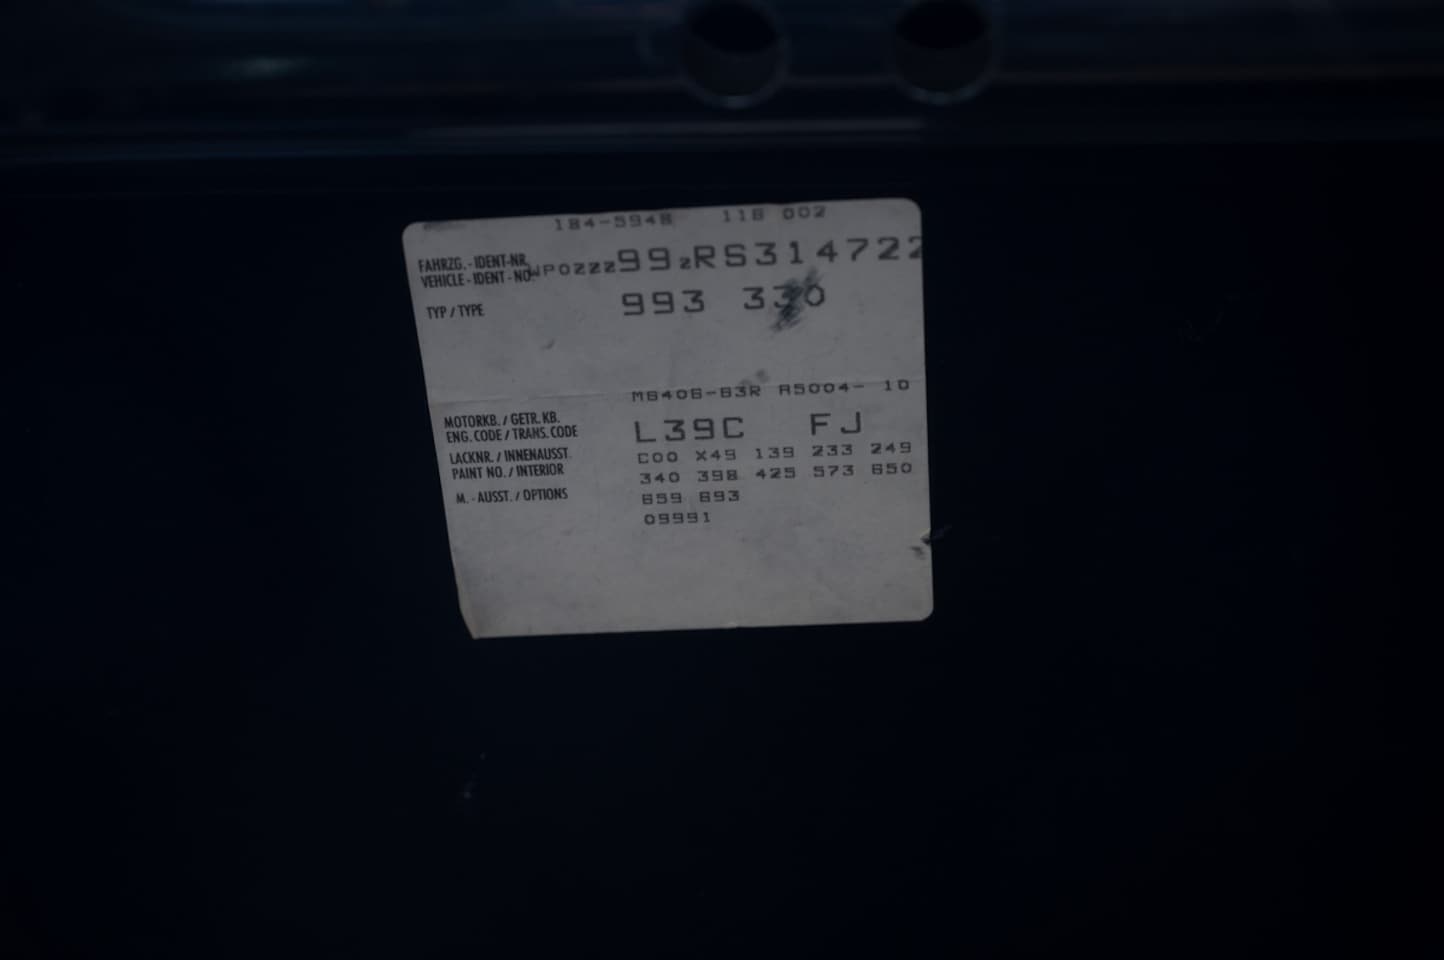 184-5948 118 002
FAHRZG.-IDENT-NR. WP0ZZZ99zRS314722
VEHICLE-IDENT-NO.
TYP / TYPE 993 330
M6406-63R A5004- 10
MOTORKB. / GETR. KB.
ENG. CODE / TRANS. CODE L39C FJ
LACKNR. / INNENAUSST. C00 X49 139 233 249
PAINT NO. / INTERIOR 340 398 425 573 650
M.-AUSST. / OPTIONS 659 693
09991